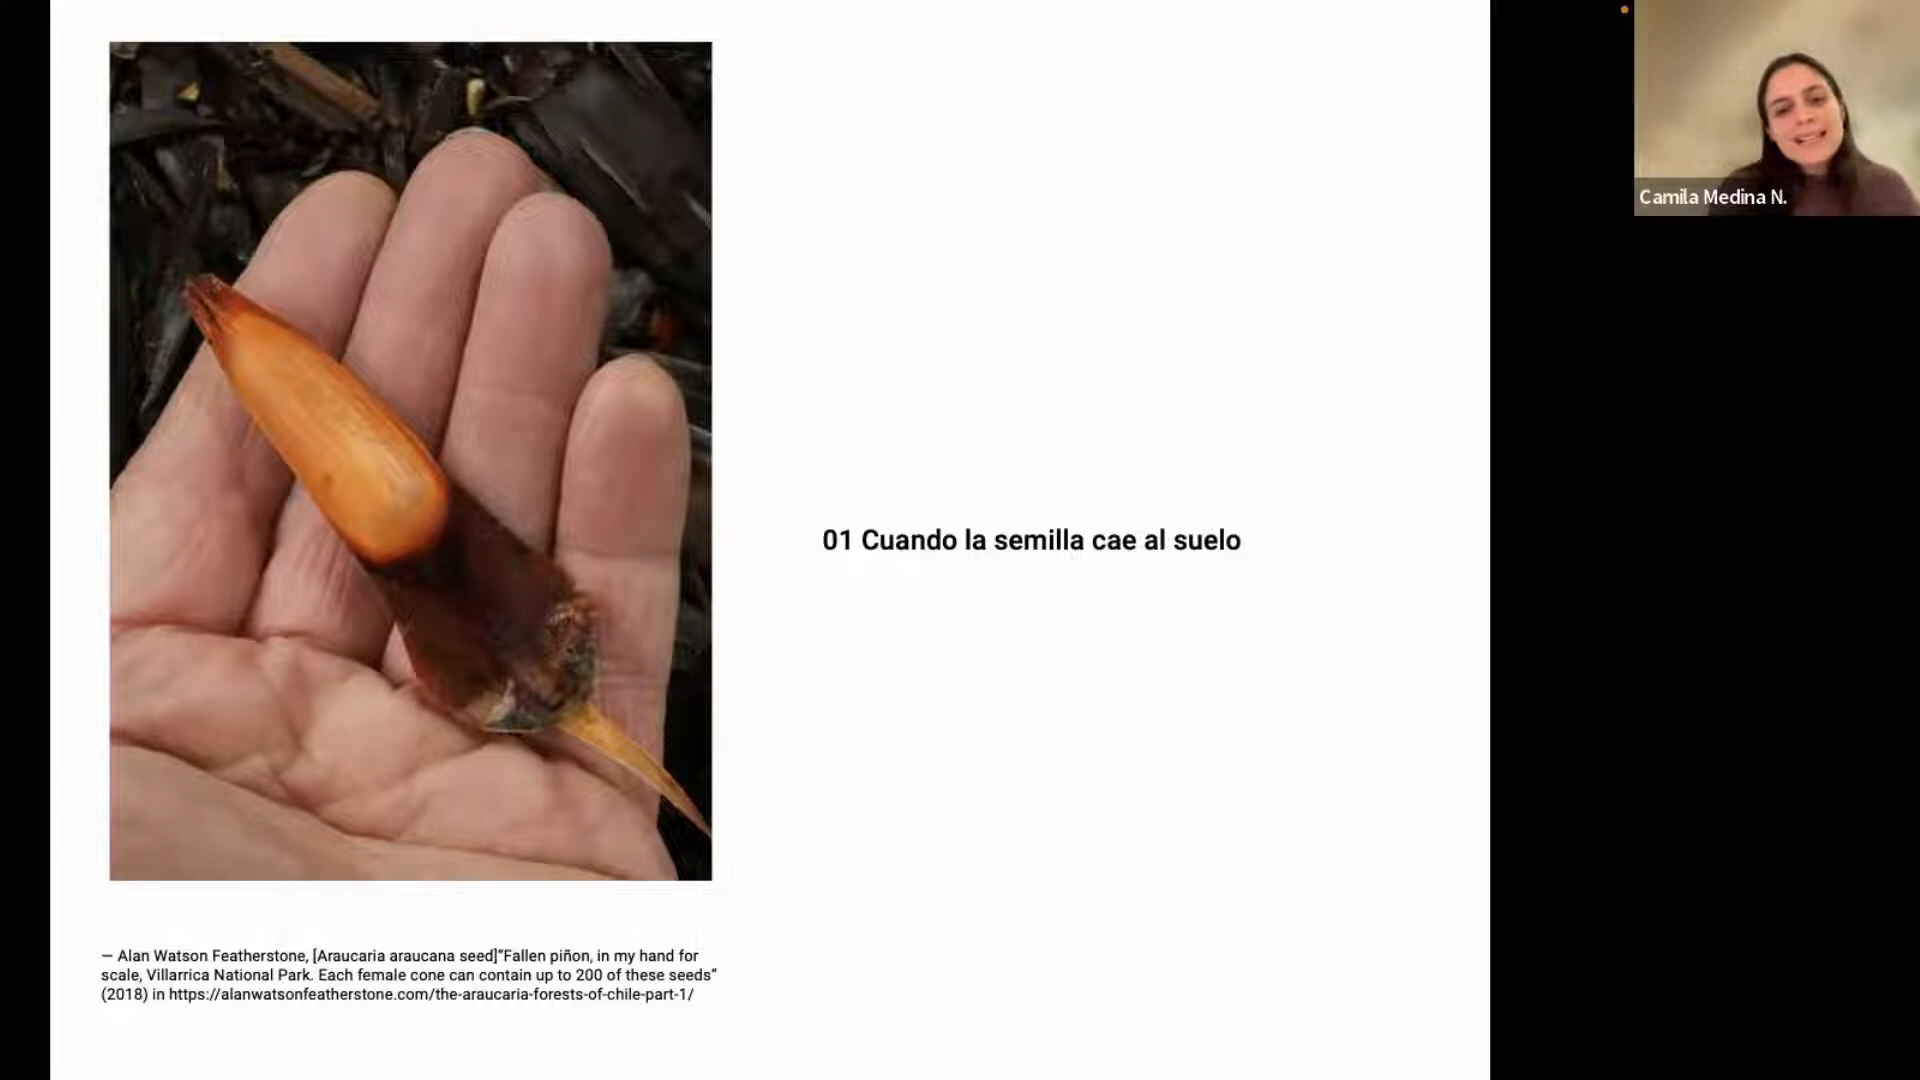 Camila Medina N.
01 Cuando la semilla cae al suelo
— Alan Watson Featherstone, [Araucaria araucana seed]"Fallen piñon, in my hand for
scale, Villarrica National Park. Each female cone can contain up to 200 of these seeds"
(2018) in https://alanwatsonfeatherstone.com/the-araucaria-forests-of-chile-part-1/